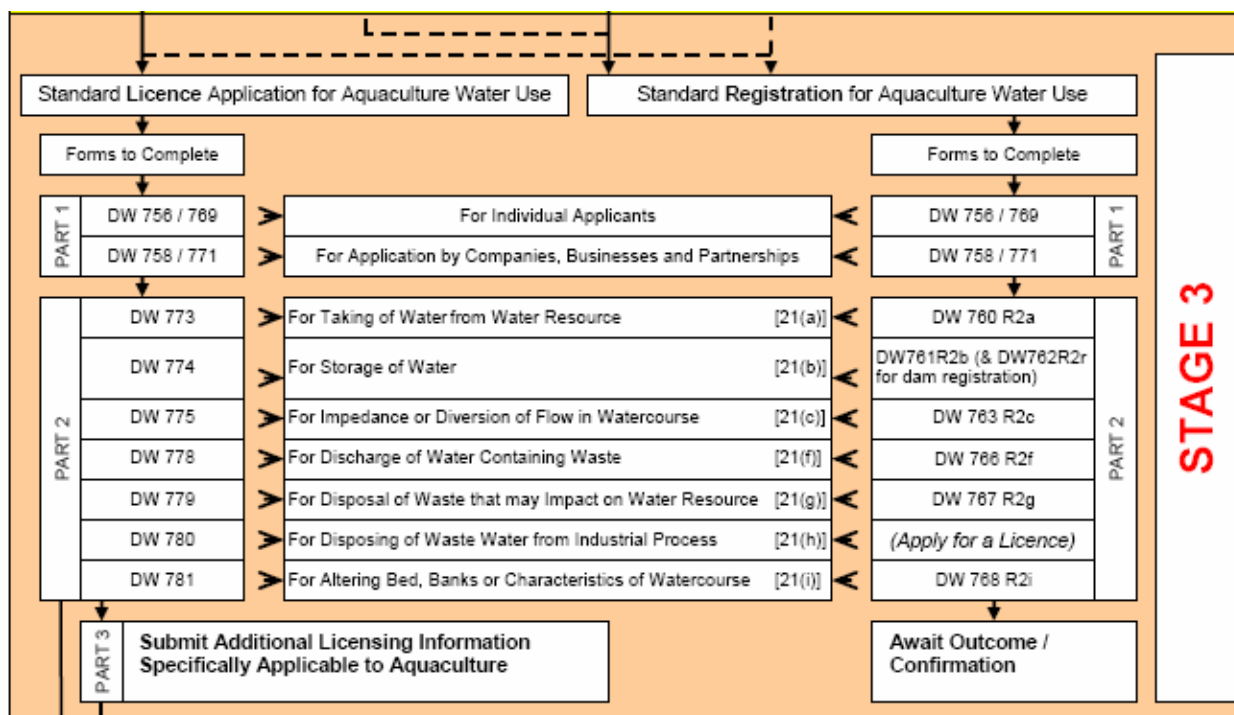 Standard Licence Application for Aquaculture Water Use
Standard Registration for Aquaculture Water Use
Forms to Complete
Forms to Complete
PART 1
DW 756 / 769
For Individual Applicants
DW 756 / 769
PART 1
DW 758 / 771
For Application by Companies, Businesses and Partnerships
DW 758 / 771
PART 2
DW 773
For Taking of Water from Water Resource [21(a)]
DW 760 R2a
PART 2
DW 774
For Storage of Water [21(b)]
DW761R2b (& DW762R2r
for dam registration)
DW 775
For Impedance or Diversion of Flow in Watercourse [21(c)]
DW 763 R2c
DW 778
For Discharge of Water Containing Waste [21(f)]
DW 766 R2f
DW 779
For Disposal of Waste that may Impact on Water Resource [21(g)]
DW 767 R2g
DW 780
For Disposing of Waste Water from Industrial Process [21(h)]
(Apply for a Licence)
DW 781
For Altering Bed, Banks or Characteristics of Watercourse [21(i)]
DW 768 R2i
PART 3
Submit Additional Licensing Information
Specifically Applicable to Aquaculture
Await Outcome /
Confirmation
STAGE 3